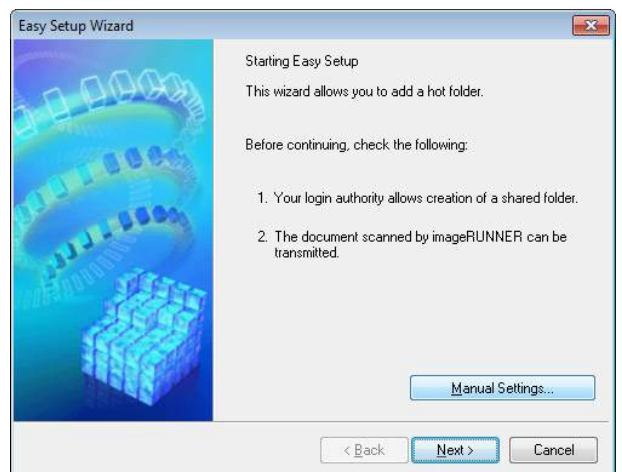 Easy Setup Wizard
Starting Easy Setup
This wizard allows you to add a hot folder.
Before continuing, check the following:
1. Your login authority allows creation of a shared folder.
2. The document scanned by imageRUNNER can be
transmitted.
Manual Settings...
< Back
Next >
Cancel